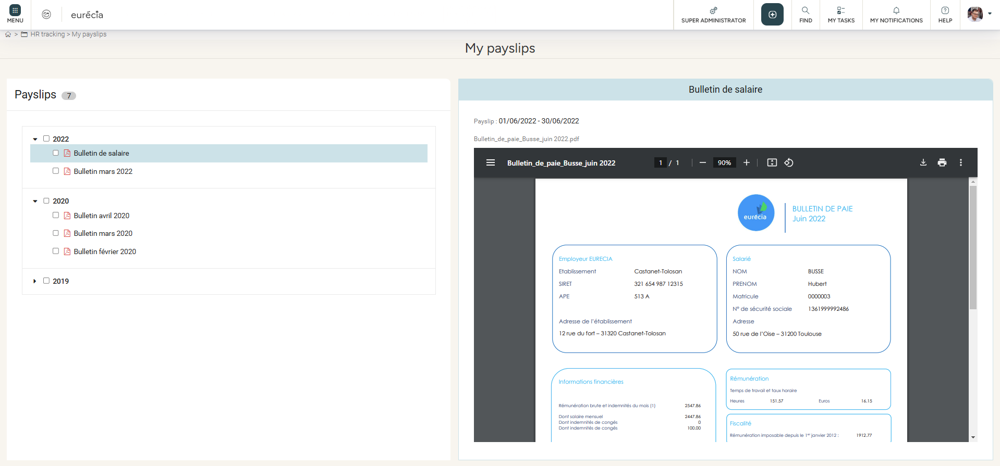 MENU
eurécia
SUPER ADMINISTRATOR
FIND
MY TASKS
MY NOTIFICATIONS
HELP
> HR tracking > My payslips
My payslips
Payslips 7
2022
Bulletin de salaire
Bulletin mars 2022
2020
Bulletin avril 2020
Bulletin mars 2020
Bulletin février 2020
2019
Bulletin de salaire
Payslip : 01/06/2022 - 30/06/2022
Bulletin_de_paie_Busse_juin 2022.pdf
Bulletin_de_paie_Busse_juin 2022 1 / 1 90%
eurécia
BULLETIN DE PAIE
Juin 2022
Employeur EURECIA
Etablissement Castanet-Tolosan
SIRET 321 654 987 12315
APE 513 A
Adresse de l'établissement
12 rue du fort – 31320 Castanet-Tolosan
Salarié
NOM BUSSE
PRENOM Hubert
Matricule 0000003
N° de sécurité sociale 1361999992486
Adresse
50 rue de l'Oise – 31200 Toulouse
Informations financières
Rémunération brute et indemnités du mois (1) 2547.86
Dont salaire mensuel 2447.86
Dont indemnités de congés 0
Dont indemnités de congés 100.00
Rémunération
Temps de travail et taux horaire
Heures 151.57 Euros 16.15
Fiscalité
Rémunération imposable depuis le 1er janvier 2012 : 1912.77